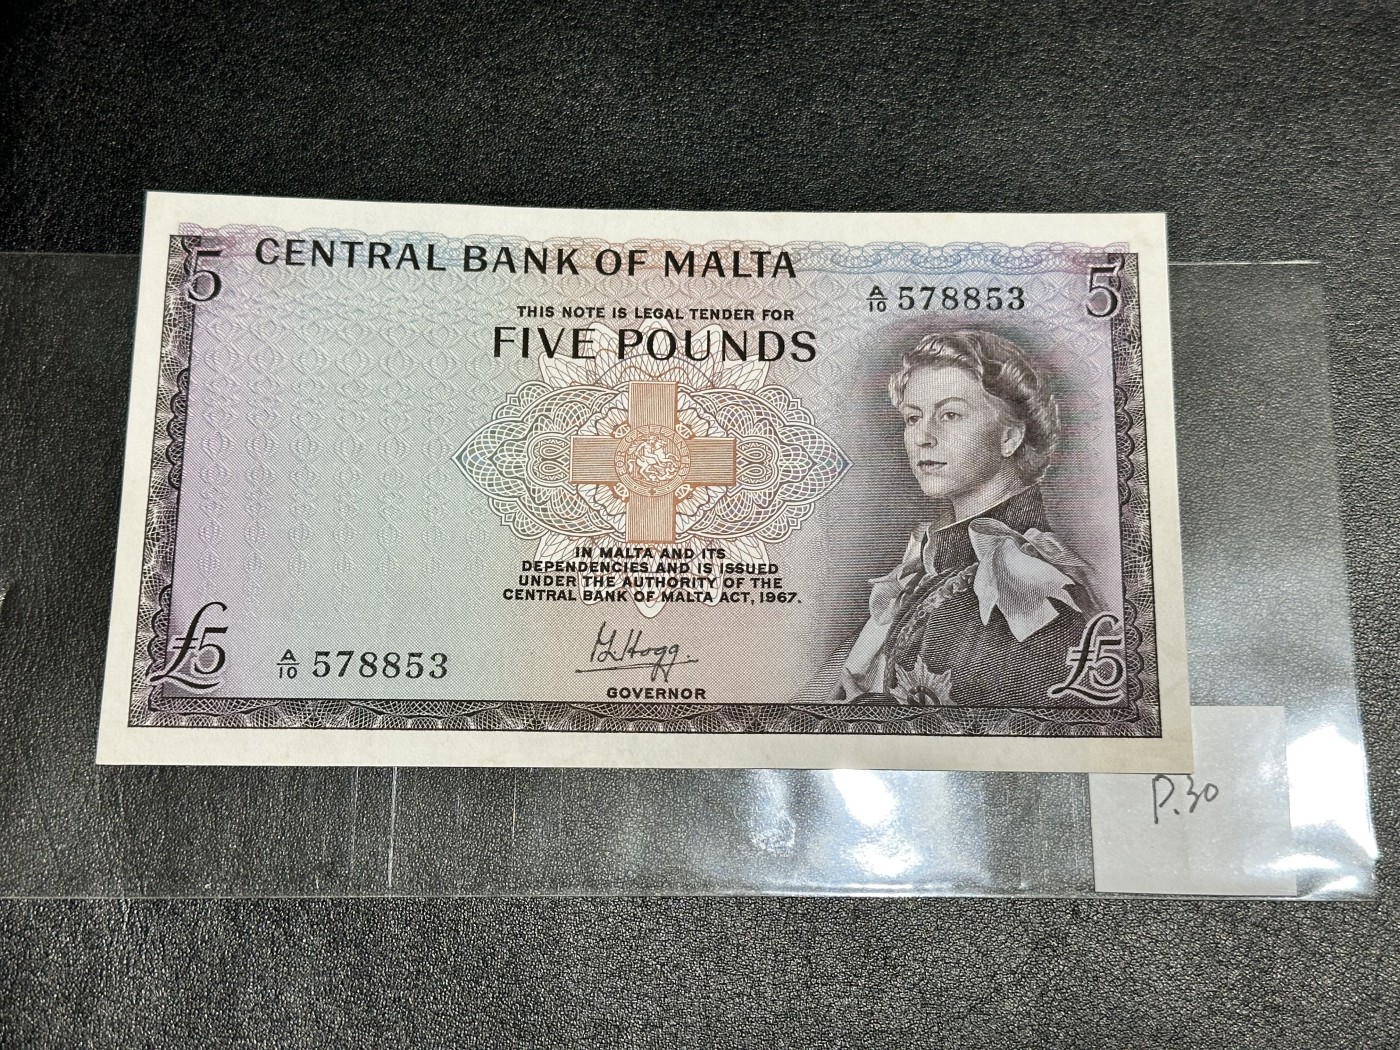 5
CENTRAL BANK OF MALTA
5
A/10 578853
THIS NOTE IS LEGAL TENDER FOR
FIVE POUNDS
IN MALTA AND ITS
DEPENDENCIES AND IS ISSUED
UNDER THE AUTHORITY OF THE
CENTRAL BANK OF MALTA ACT, 1967.
£5
A/10 578853
Hogg.
GOVERNOR
£5
P.30